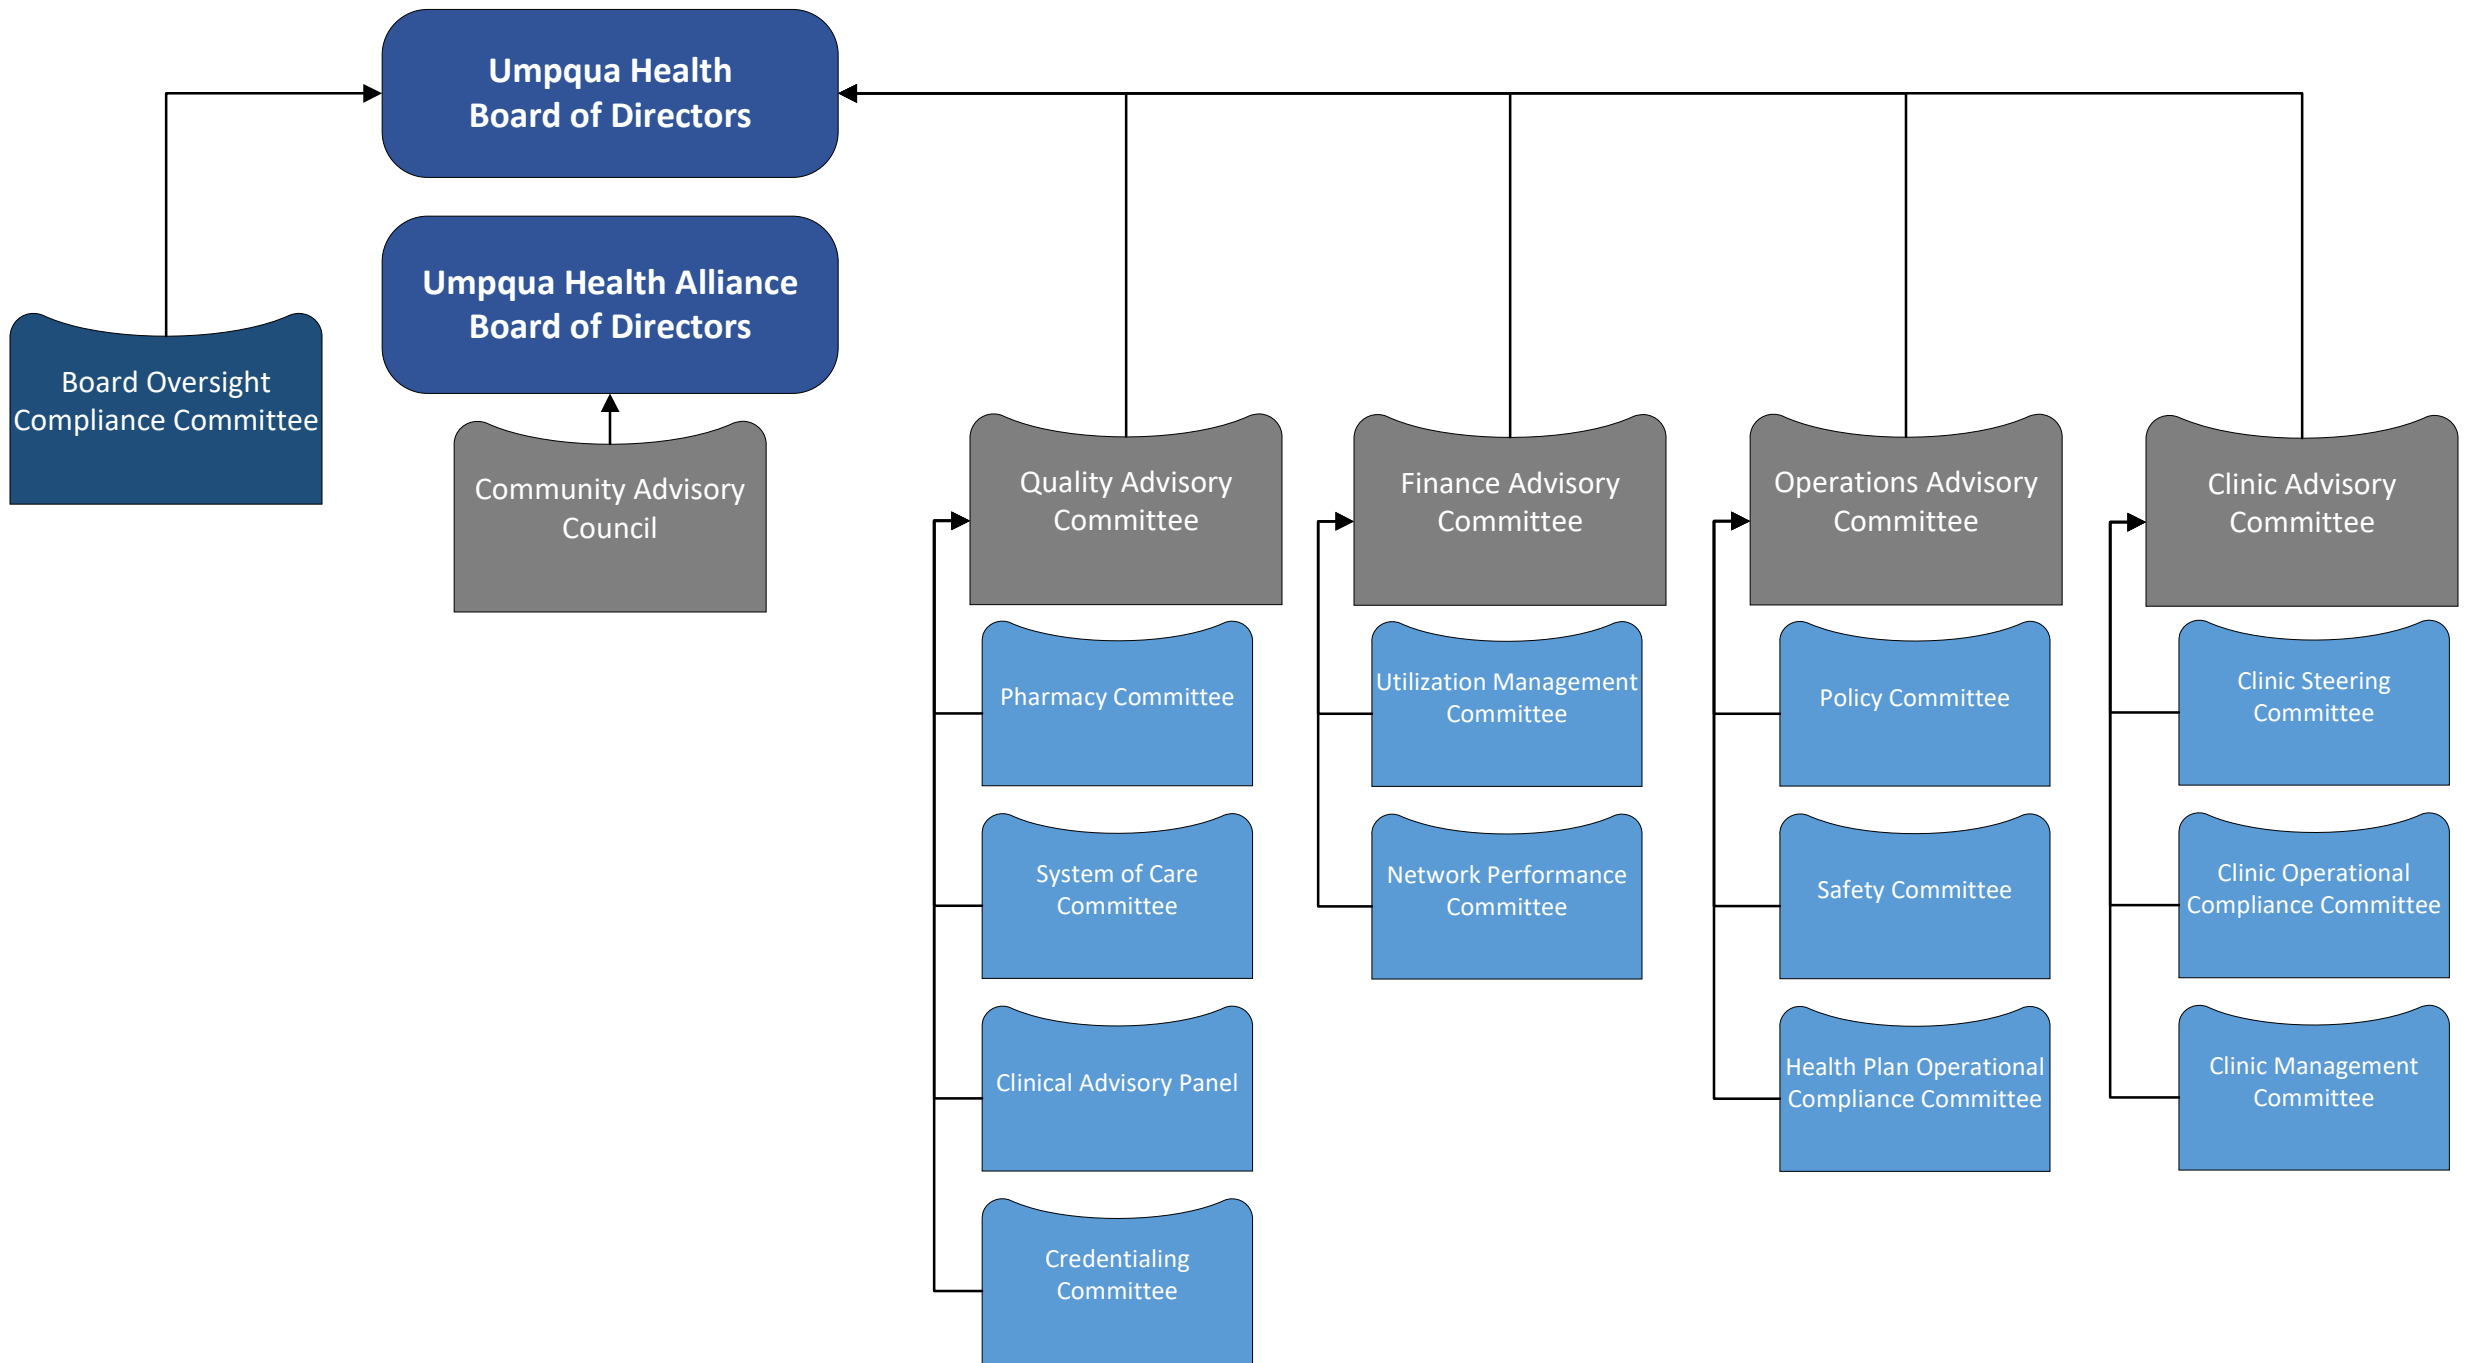 Umpqua Health
Board of Directors
Umpqua Health Alliance
Board of Directors
Board Oversight
Compliance Committee
Community Advisory
Council
Quality Advisory
Committee
Finance Advisory
Committee
Operations Advisory
Committee
Clinic Advisory
Committee
Pharmacy Committee
System of Care
Committee
Clinical Advisory Panel
Credentialing
Committee
Utilization Management
Committee
Network Performance
Committee
Policy Committee
Safety Committee
Health Plan Operational
Compliance Committee
Clinic Steering
Committee
Clinic Operational
Compliance Committee
Clinic Management
Committee